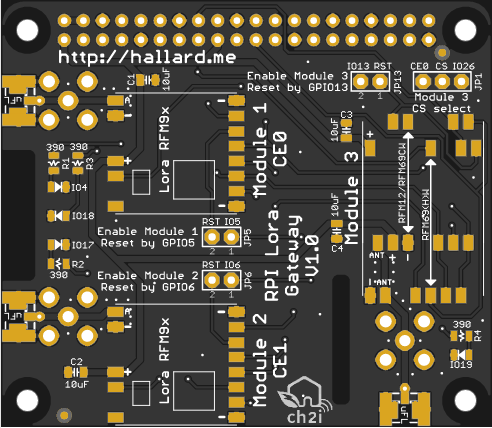 http://hallard.me
C1
10uF
Enable Module 3
Reset by GPIO13
IO13 RST
2 1
JP13
CE0 CS IO26
JP1
Module 3
CS select
uFL
Lora RFM9x
Module 1
CE0
C3
10uF
Module 3
RFM12/RFM69CW
RFM69(H)W
390
R1
390
R3
IO4
IO18
IO17
R2
390
Enable Module 1
Reset by GPIO5
RST IO5
2 1
JP5
Enable Module 2
Reset by GPIO6
RST IO6
2 1
JP6
RPI Lora
Gateway
V1.0
10uF
C4
ANT
ANT
uFL
Lora RFM9x
Module 2
CE1
C2
10uF
390
R4
IO19
uFL
ch2i